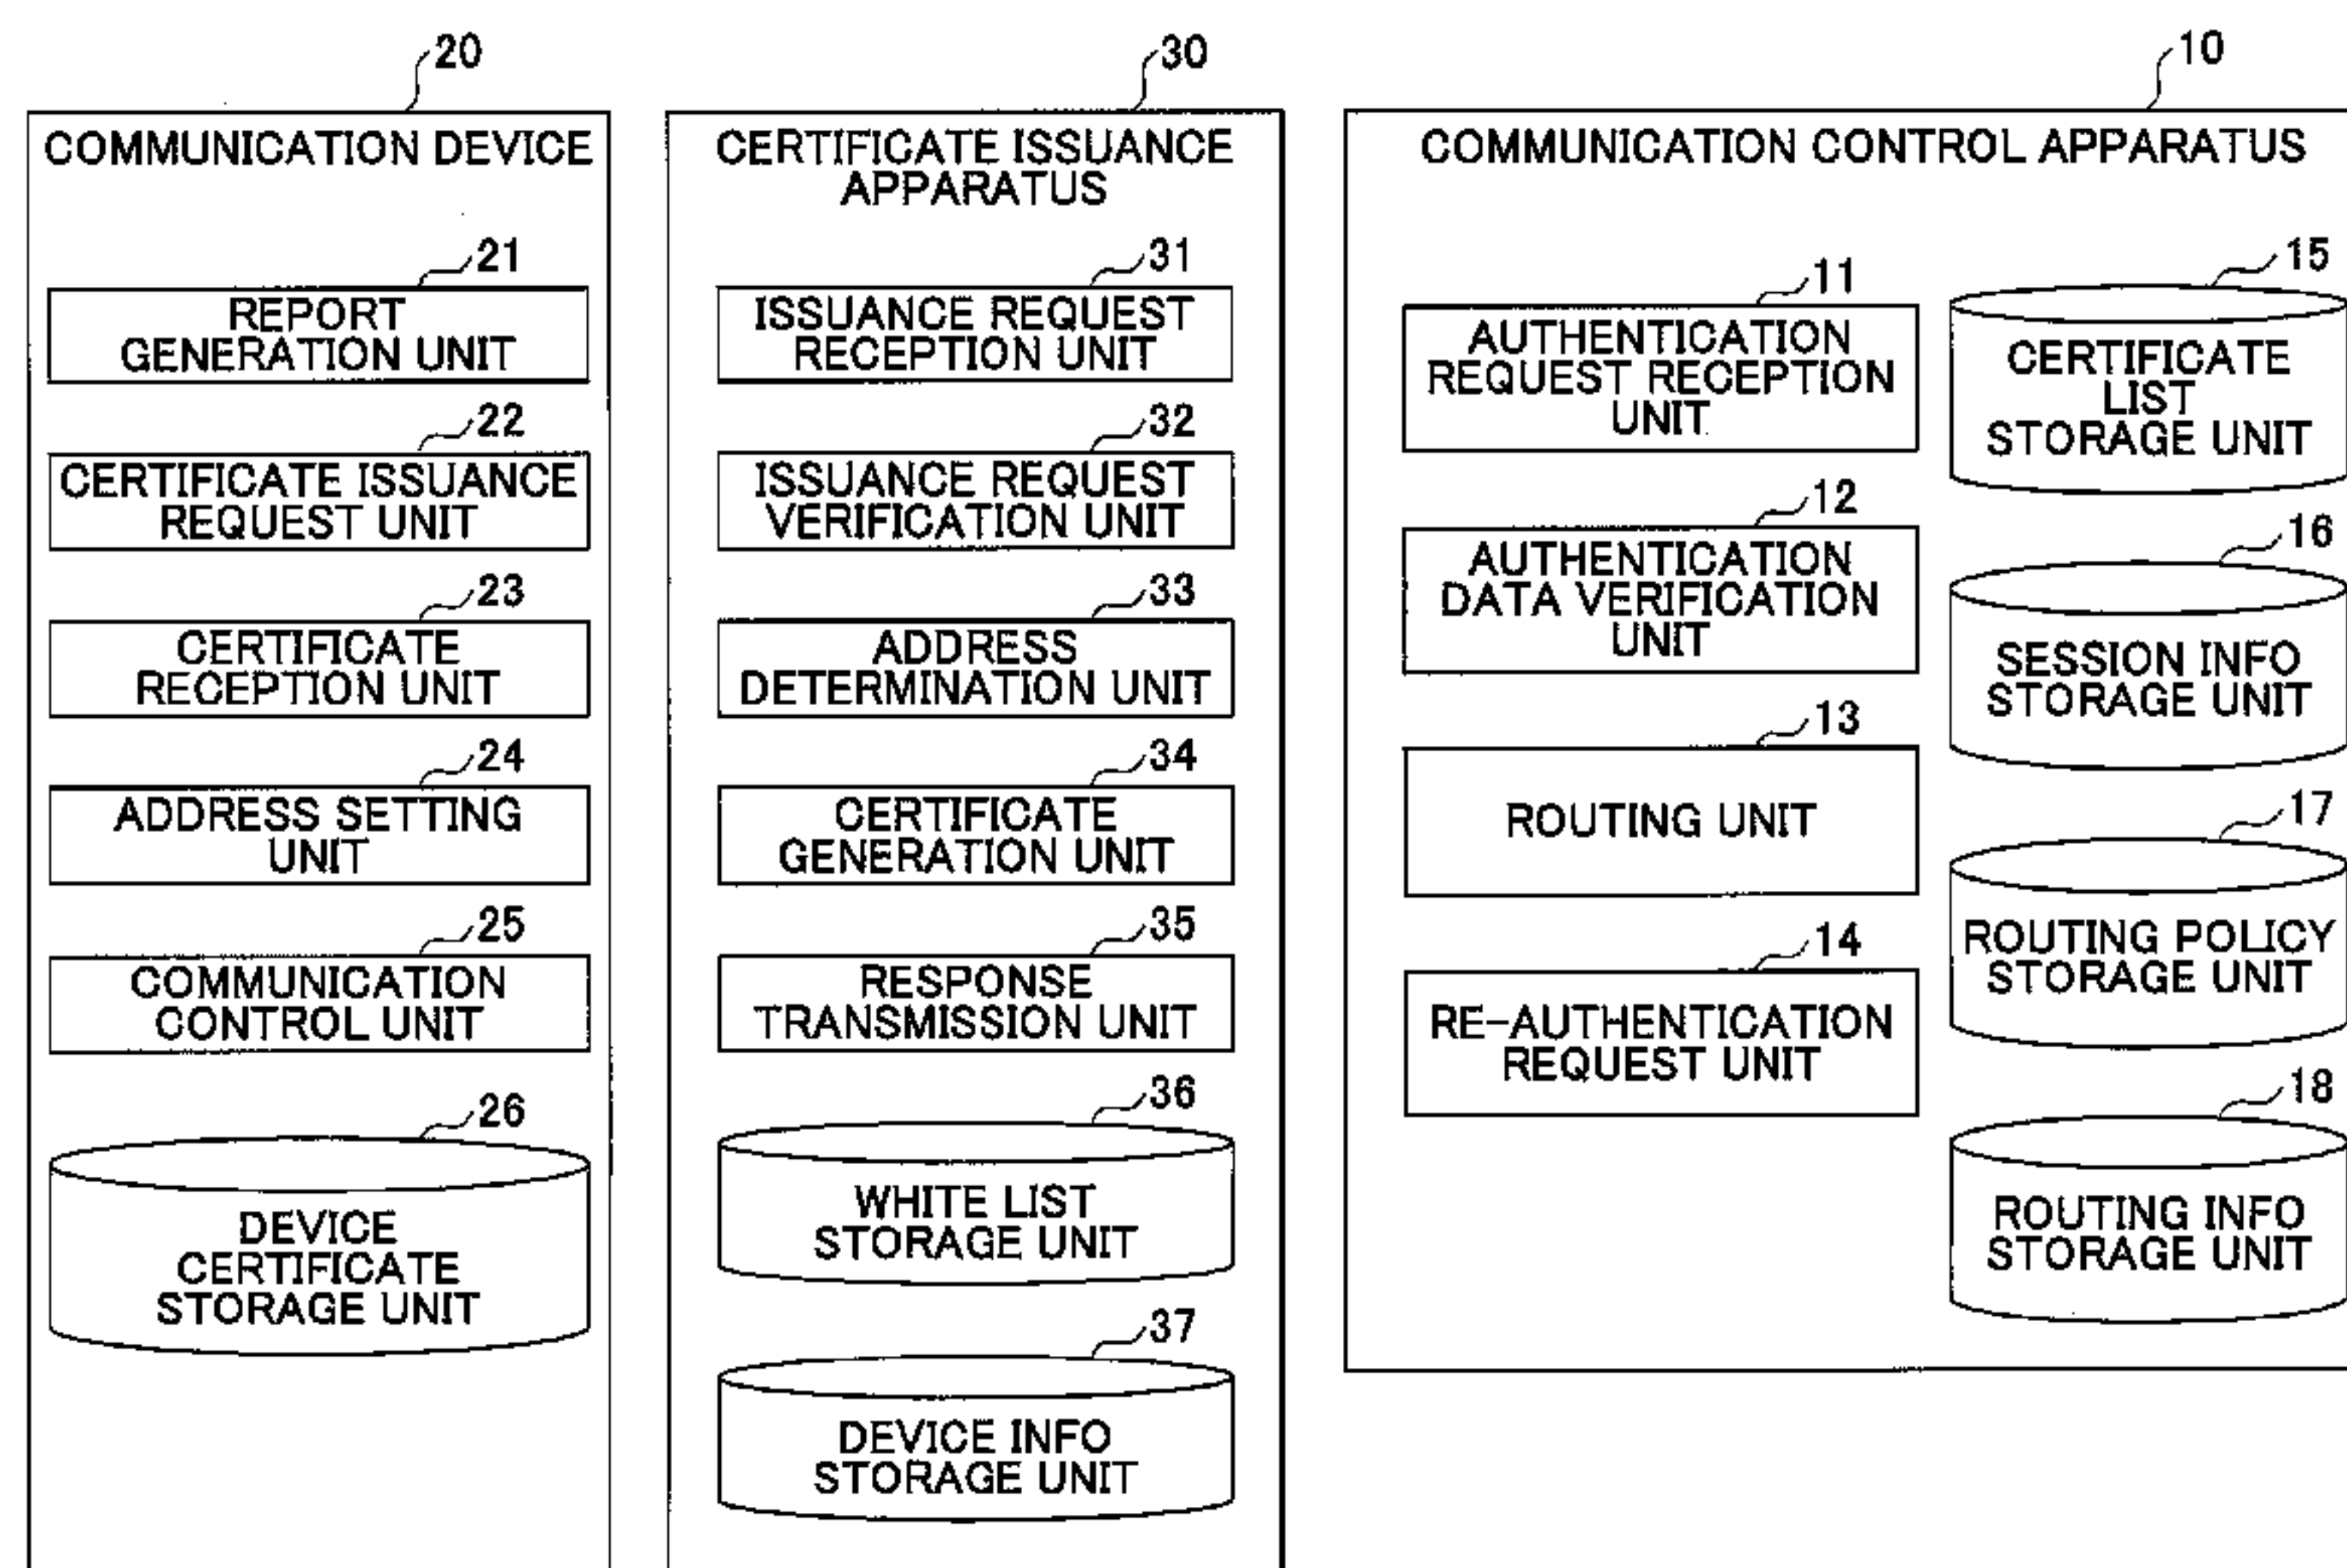 20
COMMUNICATION DEVICE
21
REPORT
GENERATION UNIT
22
CERTIFICATE ISSUANCE
REQUEST UNIT
23
CERTIFICATE
RECEPTION UNIT
24
ADDRESS SETTING
UNIT
25
COMMUNICATION
CONTROL UNIT
26
DEVICE
CERTIFICATE
STORAGE UNIT
30
CERTIFICATE ISSUANCE
APPARATUS
31
ISSUANCE REQUEST
RECEPTION UNIT
32
ISSUANCE REQUEST
VERIFICATION UNIT
33
ADDRESS
DETERMINATION UNIT
34
CERTIFICATE
GENERATION UNIT
35
RESPONSE
TRANSMISSION UNIT
36
WHITE LIST
STORAGE UNIT
37
DEVICE INFO
STORAGE UNIT
10
COMMUNICATION CONTROL APPARATUS
11
AUTHENTICATION
REQUEST RECEPTION
UNIT
12
AUTHENTICATION
DATA VERIFICATION
UNIT
13
ROUTING UNIT
14
RE-AUTHENTICATION
REQUEST UNIT
15
CERTIFICATE
LIST
STORAGE UNIT
16
SESSION INFO
STORAGE UNIT
17
ROUTING POLICY
STORAGE UNIT
18
ROUTING INFO
STORAGE UNIT